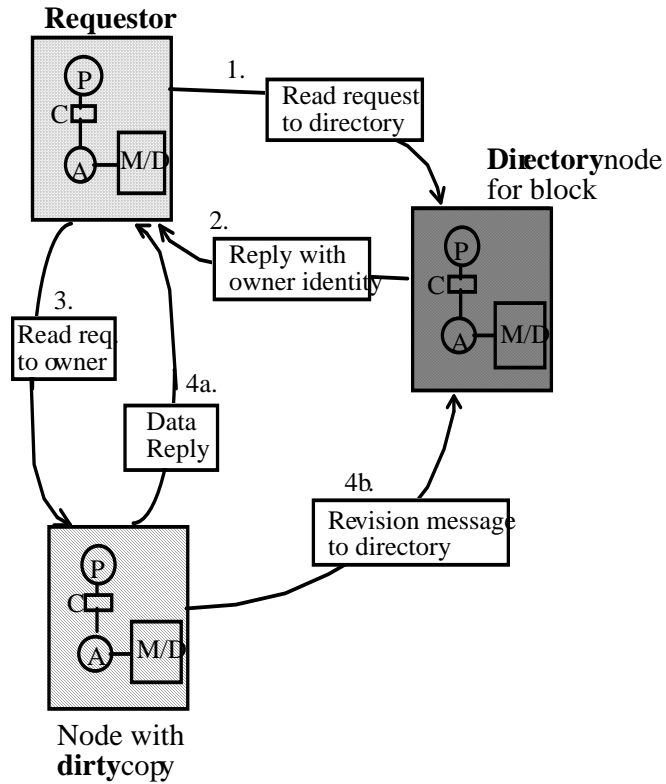 Requestor
P
C
A
M/D
1.
Read request
to directory
Directory node
for block
P
C
A
M/D
2.
Reply with
owner identity
3.
Read req.
to owner
4a.
Data
Reply
4b.
Revision message
to directory
P
C
A
M/D
Node with
dirty copy